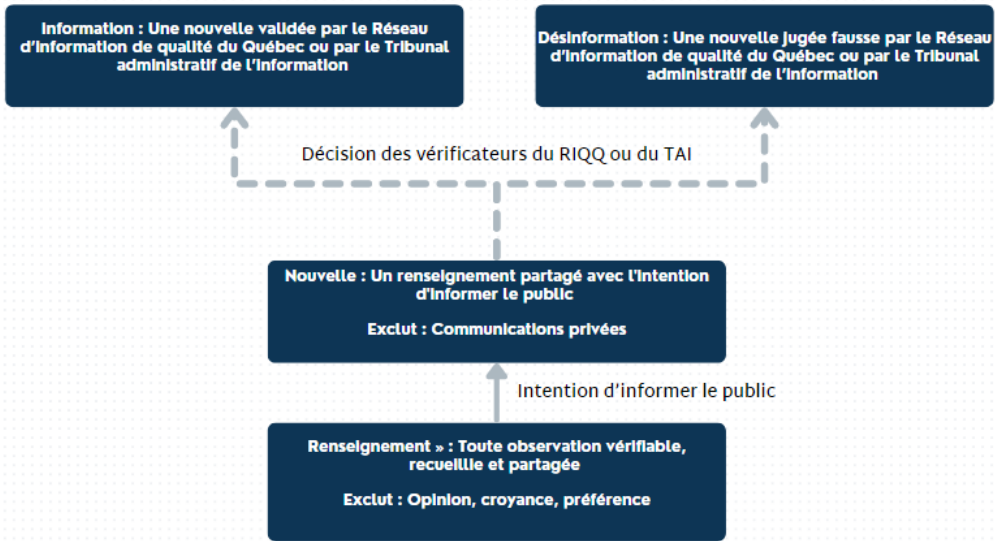 Information : Une nouvelle validée par le Réseau
d'information de qualité du Québec ou par le Tribunal
administratif de l'information
Désinformation : Une nouvelle jugée fausse par le Réseau
d'information de qualité du Québec ou par le Tribunal
administratif de l'information
Décision des vérificateurs du RIQQ ou du TAI
Nouvelle : Un renseignement partagé avec l'intention
d'informer le public
Exclut : Communications privées
Intention d'informer le public
Renseignement » : Toute observation vérifiable,
recueillie et partagée
Exclut : Opinion, croyance, préférence